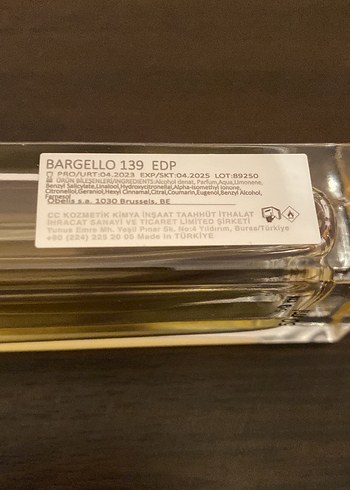 BARGELLO 139 EDP
PRO/URT:04.2023 EXP/SKT:04.2025 LOT:B9250
ÜRÜN BİLEŞENLERİ/INGREDIENTS:Alcohol denat, Parfum,Aqua,Limonene,
Benzyl Salicylate,Linalool,Hydroxycitronellal,Alpha-Isomethyl Ionone,
Citronellol,Geraniol,Hexyl Cinnamal,Citral,Coumarin,Eugenol,Benzyl Alcohol,
Farnesol
Obelis s.a. 1030 Brussels, BE
CC KOZMETİK KİMYA İNŞAAT TAAHHÜT İTHALAT
İHRACAT SANAYİ VE TİCARET LİMİTED ŞİRKETİ
Yunus Emre Mh. Yeşil Pınar Sk. No:4 Yıldırım, Bursa/Türkiye
+90 (224) Made in TÜRKİYE